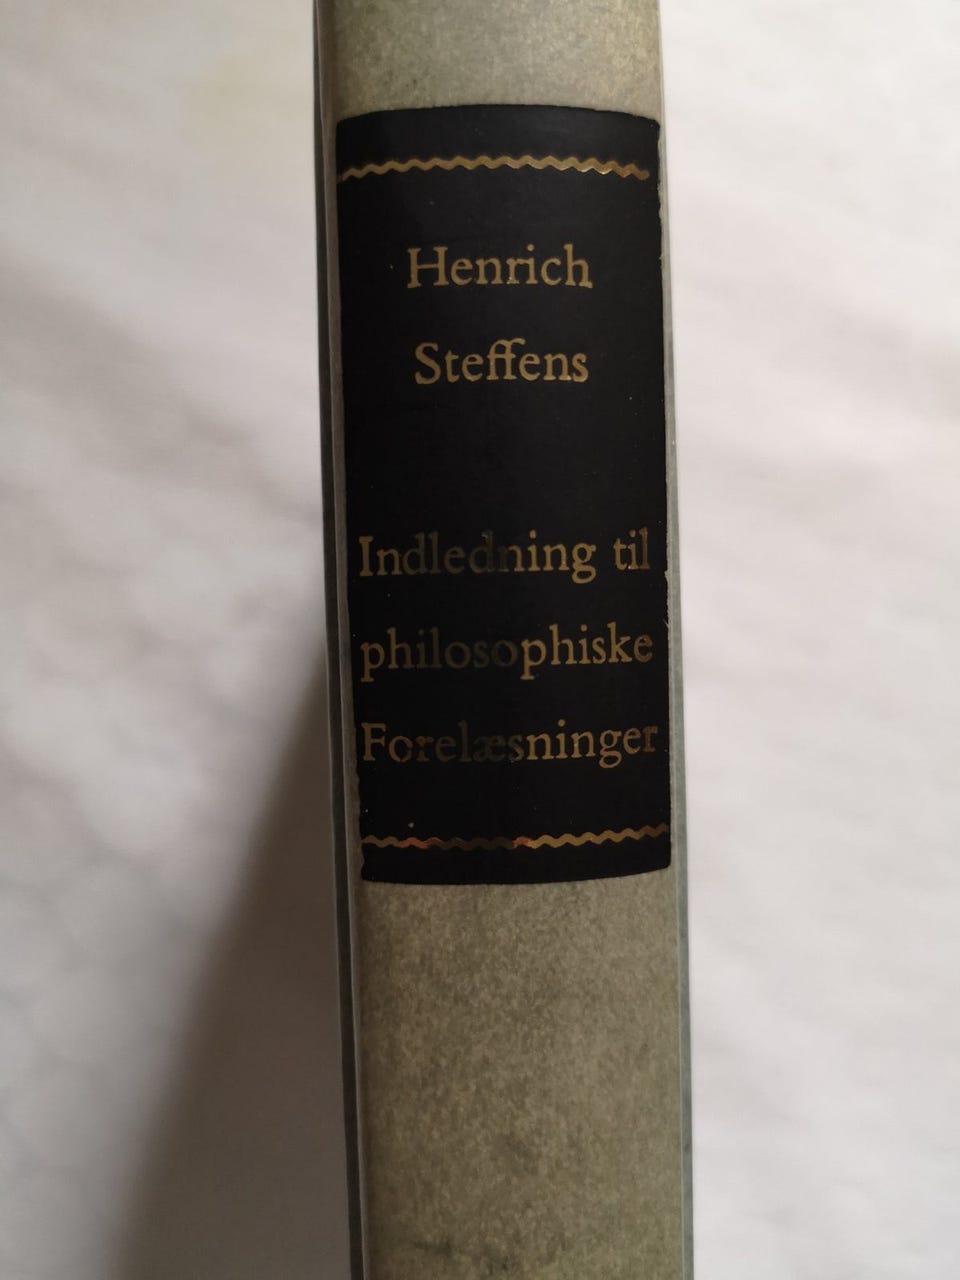 Henrich
Steffens
Indledning til
philosophiske
Forelæsninger